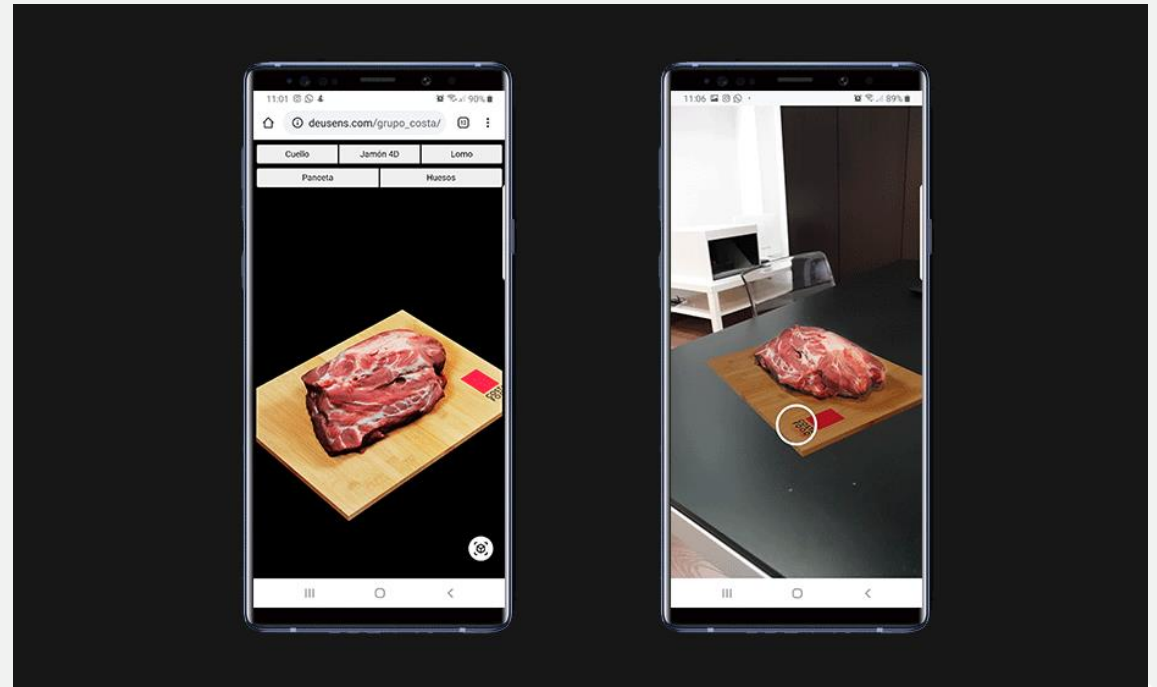 11:01
90%
deusens.com/grupo_costa/
Cuello
Jamón 4D
Lomo
Panceta
Huesos
11:06
89%